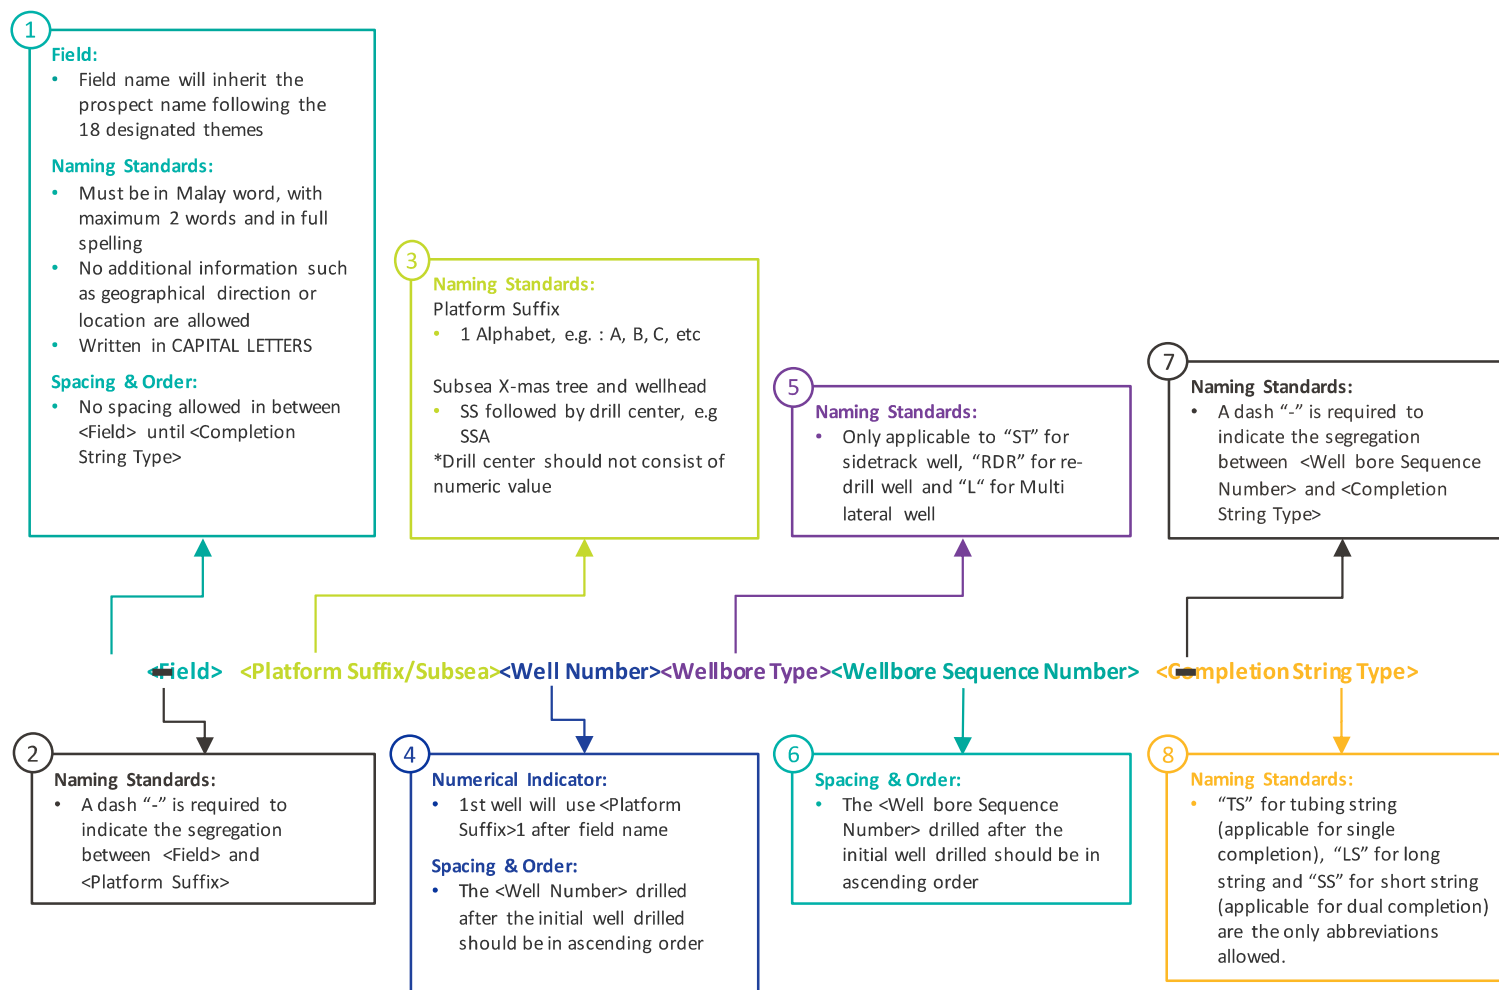 1
Field:
• Field name will inherit the
prospect name following the
18 designated themes
Naming Standards:
• Must be in Malay word, with
maximum 2 words and in full
spelling
• No additional information such
as geographical direction or
location are allowed
• Written in CAPITAL LETTERS
Spacing & Order:
• No spacing allowed in between
<Field> until <Completion
String Type>
3
Naming Standards:
Platform Suffix
• 1 Alphabet, e.g. : A, B, C, etc
Subsea X-mas tree and wellhead
• SS followed by drill center, e.g
SSA
*Drill center should not consist of
numeric value
5
Naming Standards:
• Only applicable to “ST” for
sidetrack well, “RDR” for re-
drill well and “L“ for Multi
lateral well
7
Naming Standards:
• A dash “-” is required to
indicate the segregation
between <Well bore Sequence
Number> and <Completion
String Type>
<Field> <Platform Suffix/Subsea><Well Number><Wellbore Type><Wellbore Sequence Number> <Completion String Type>
2
Naming Standards:
• A dash “-” is required to
indicate the segregation
between <Field> and
<Platform Suffix>
4
Numerical Indicator:
• 1st well will use <Platform
Suffix>1 after field name
Spacing & Order:
• The <Well Number> drilled
after the initial well drilled
should be in ascending order
6
Spacing & Order:
• The <Well bore Sequence
Number> drilled after the
initial well drilled should be in
ascending order
8
Naming Standards:
• “TS” for tubing string
(applicable for single
completion), “LS” for long
string and “SS” for short string
(applicable for dual completion)
are the only abbreviations
allowed.